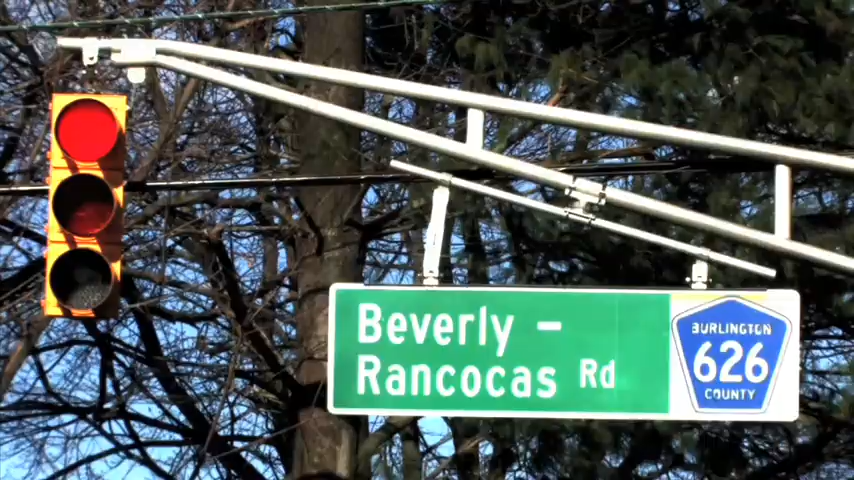 Beverly –
Rancocas Rd
BURLINGTON
626
COUNTY